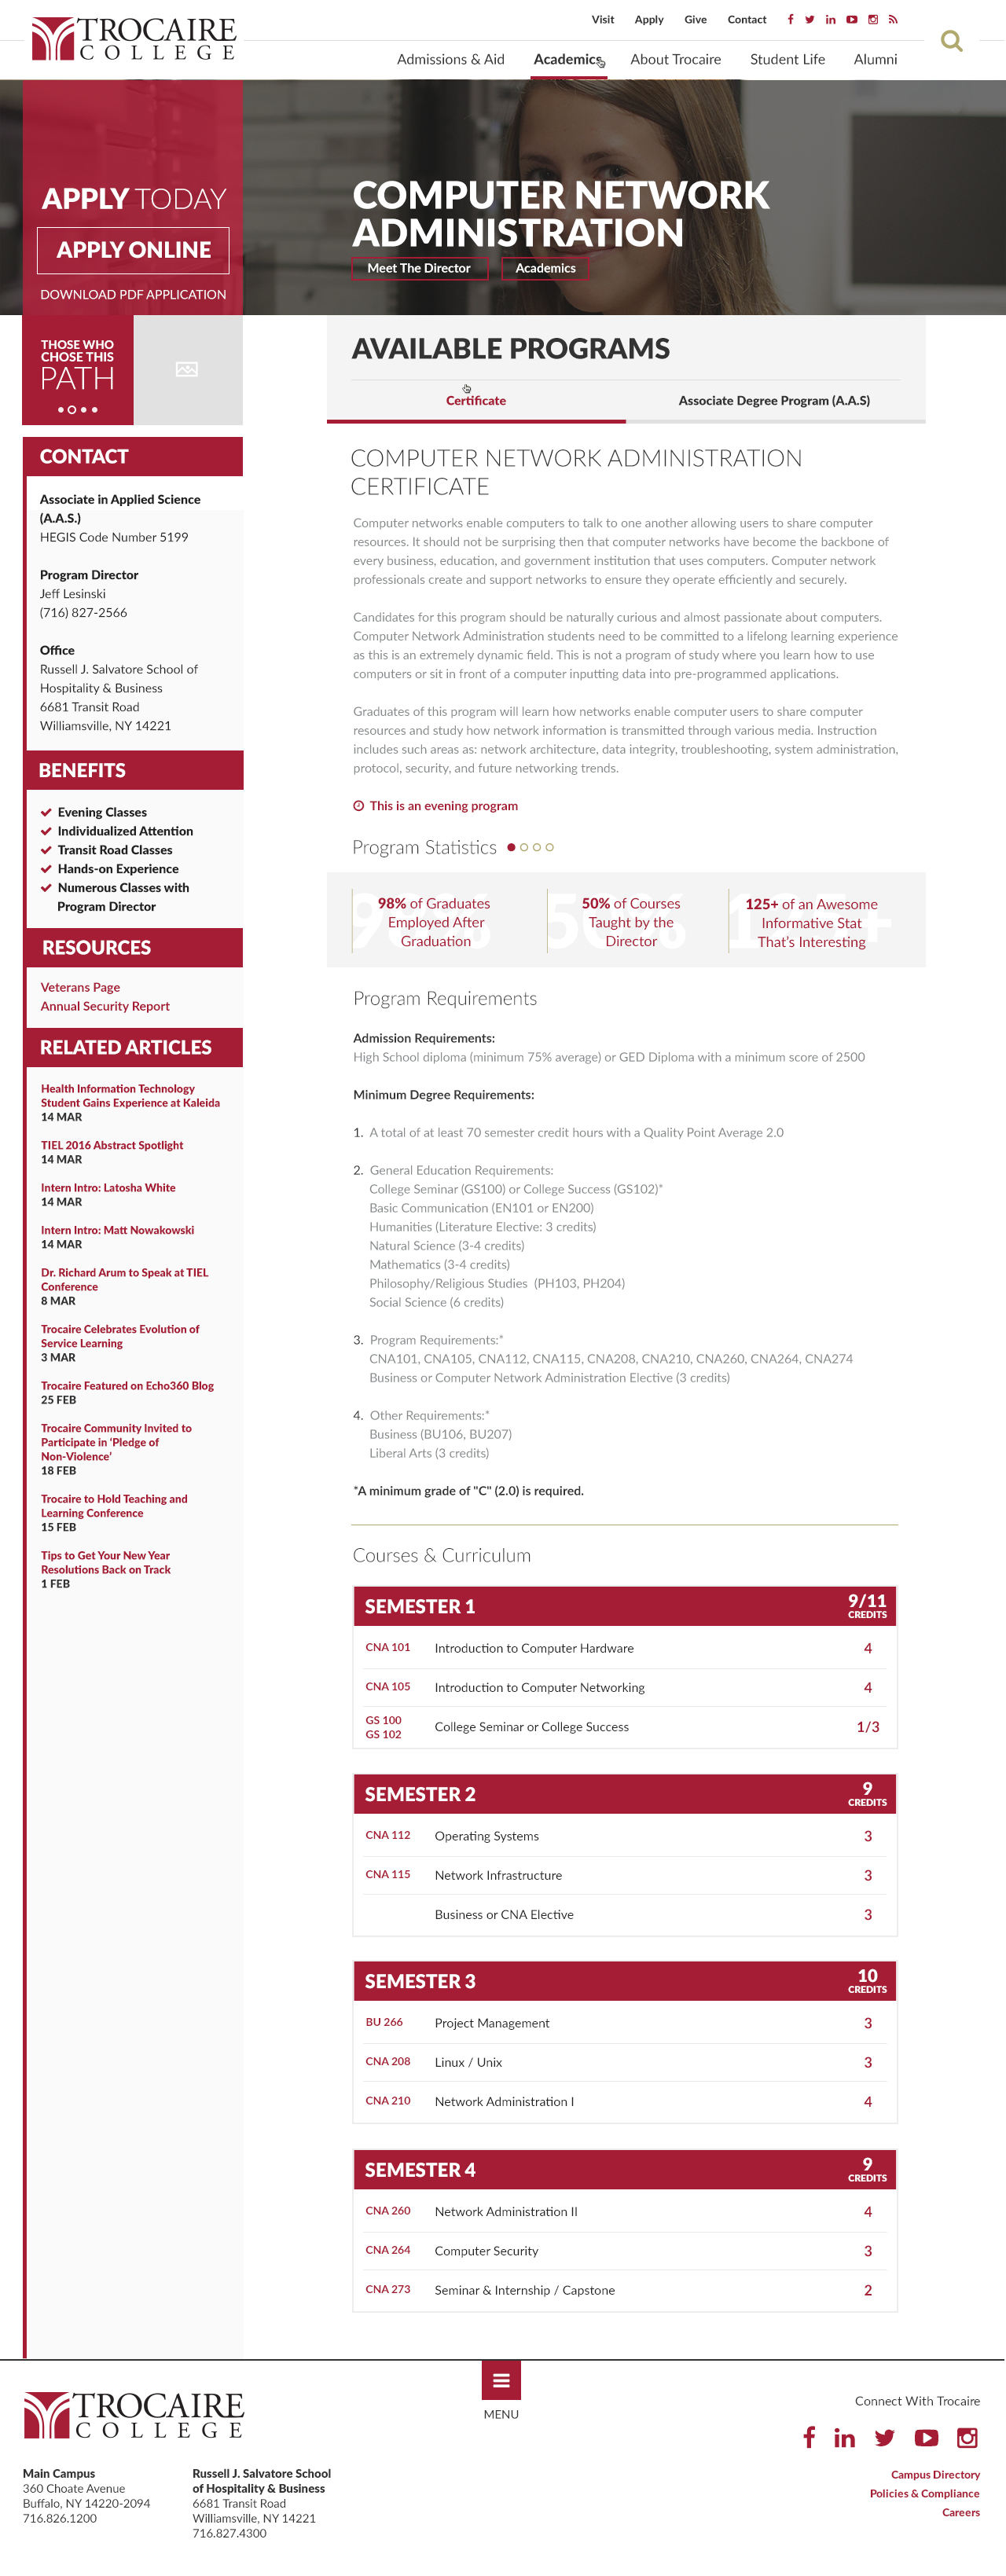 TROCAIRE
COLLEGE
Visit Apply Give Contact
Admissions & Aid Academics About Trocaire Student Life Alumni
APPLY TODAY
APPLY ONLINE
DOWNLOAD PDF APPLICATION
COMPUTER NETWORK
ADMINISTRATION
Meet The Director Academics
THOSE WHO
CHOSE THIS
PATH
CONTACT
Associate in Applied Science
(A.A.S.)
HEGIS Code Number 5199
Program Director
Jeff Lesinski
(716) 827-2566
Office
Russell J. Salvatore School of
Hospitality & Business
6681 Transit Road
Williamsville, NY 14221
BENEFITS
Evening Classes
Individualized Attention
Transit Road Classes
Hands-on Experience
Numerous Classes with
Program Director
RESOURCES
Veterans Page
Annual Security Report
RELATED ARTICLES
Health Information Technology
Student Gains Experience at Kaleida
14 MAR
TIEL 2016 Abstract Spotlight
14 MAR
Intern Intro: Latosha White
14 MAR
Intern Intro: Matt Nowakowski
14 MAR
Dr. Richard Arum to Speak at TIEL
Conference
8 MAR
Trocaire Celebrates Evolution of
Service Learning
3 MAR
Trocaire Featured on Echo360 Blog
25 FEB
Trocaire Community Invited to
Participate in ‘Pledge of
Non-Violence’
18 FEB
Trocaire to Hold Teaching and
Learning Conference
15 FEB
Tips to Get Your New Year
Resolutions Back on Track
1 FEB
AVAILABLE PROGRAMS
Certificate Associate Degree Program (A.A.S)
COMPUTER NETWORK ADMINISTRATION
CERTIFICATE
Computer networks enable computers to talk to one another allowing users to share computer
resources. It should not be surprising then that computer networks have become the backbone of
every business, education, and government institution that uses computers. Computer network
professionals create and support networks to ensure they operate efficiently and securely.
Candidates for this program should be naturally curious and almost passionate about computers.
Computer Network Administration students need to be committed to a lifelong learning experience
as this is an extremely dynamic field. This is not a program of study where you learn how to use
computers or sit in front of a computer inputting data into pre-programmed applications.
Graduates of this program will learn how networks enable computer users to share computer
resources and study how network information is transmitted through various media. Instruction
includes such areas as: network architecture, data integrity, troubleshooting, system administration,
protocol, security, and future networking trends.
This is an evening program
Program Statistics
98% of Graduates
Employed After
Graduation
50% of Courses
Taught by the
Director
125+ of an Awesome
Informative Stat
That’s Interesting
Program Requirements
Admission Requirements:
High School diploma (minimum 75% average) or GED Diploma with a minimum score of 2500
Minimum Degree Requirements:
1. A total of at least 70 semester credit hours with a Quality Point Average 2.0
2. General Education Requirements:
College Seminar (GS100) or College Success (GS102)*
Basic Communication (EN101 or EN200)
Humanities (Literature Elective: 3 credits)
Natural Science (3-4 credits)
Mathematics (3-4 credits)
Philosophy/Religious Studies (PH103, PH204)
Social Science (6 credits)
3. Program Requirements:*
CNA101, CNA105, CNA112, CNA115, CNA208, CNA210, CNA260, CNA264, CNA274
Business or Computer Network Administration Elective (3 credits)
4. Other Requirements:*
Business (BU106, BU207)
Liberal Arts (3 credits)
*A minimum grade of "C" (2.0) is required.
Courses & Curriculum
SEMESTER 1 9/11
CREDITS
CNA 101 Introduction to Computer Hardware 4
CNA 105 Introduction to Computer Networking 4
GS 100
GS 102 College Seminar or College Success 1/3
SEMESTER 2 9
CREDITS
CNA 112 Operating Systems 3
CNA 115 Network Infrastructure 3
Business or CNA Elective 3
SEMESTER 3 10
CREDITS
BU 266 Project Management 3
CNA 208 Linux / Unix 3
CNA 210 Network Administration I 4
SEMESTER 4 9
CREDITS
CNA 260 Network Administration II 4
CNA 264 Computer Security 3
CNA 273 Seminar & Internship / Capstone 2
TROCAIRE
COLLEGE
MENU
Main Campus
360 Choate Avenue
Buffalo, NY 14220-2094
716.826.1200
Russell J. Salvatore School
of Hospitality & Business
6681 Transit Road
Williamsville, NY 14221
716.827.4300
Connect With Trocaire
Campus Directory
Policies & Compliance
Careers